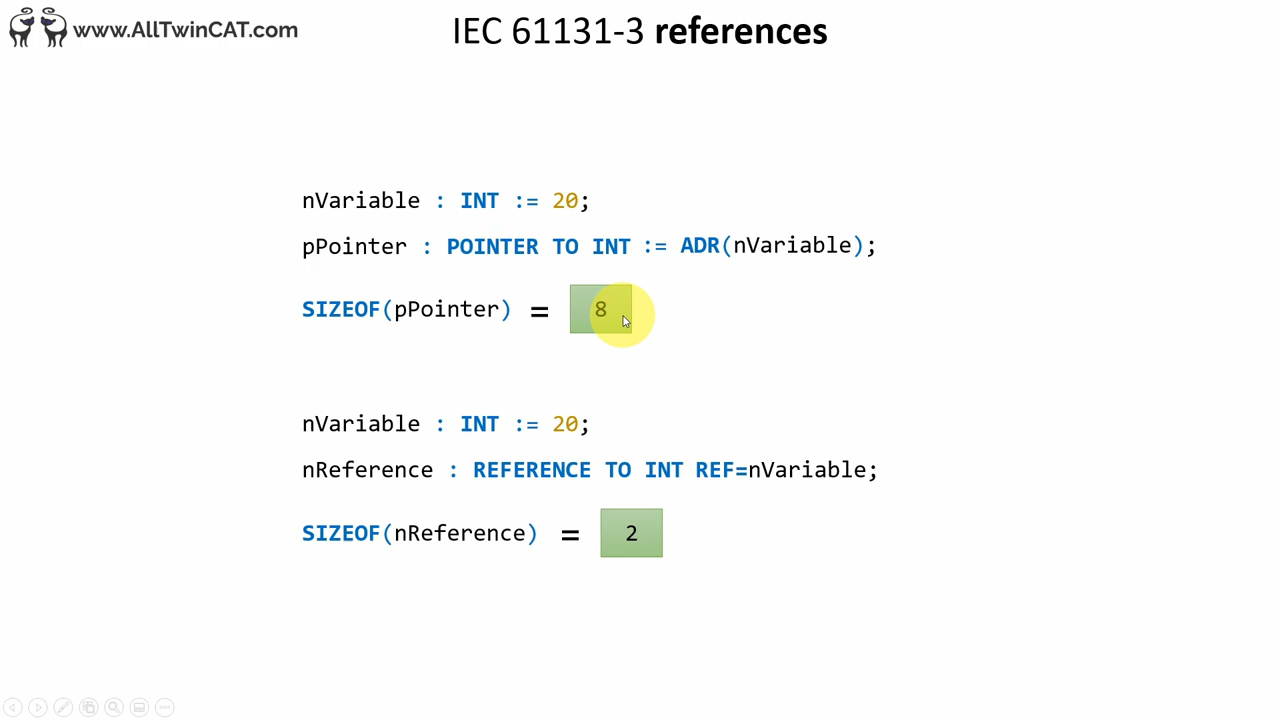 www.AllTwinCAT.com
IEC 61131-3 references
nVariable : INT := 20;
pPointer : POINTER TO INT := ADR(nVariable);
SIZEOF(pPointer) = 8
nVariable : INT := 20;
nReference : REFERENCE TO INT REF=nVariable;
SIZEOF(nReference) = 2